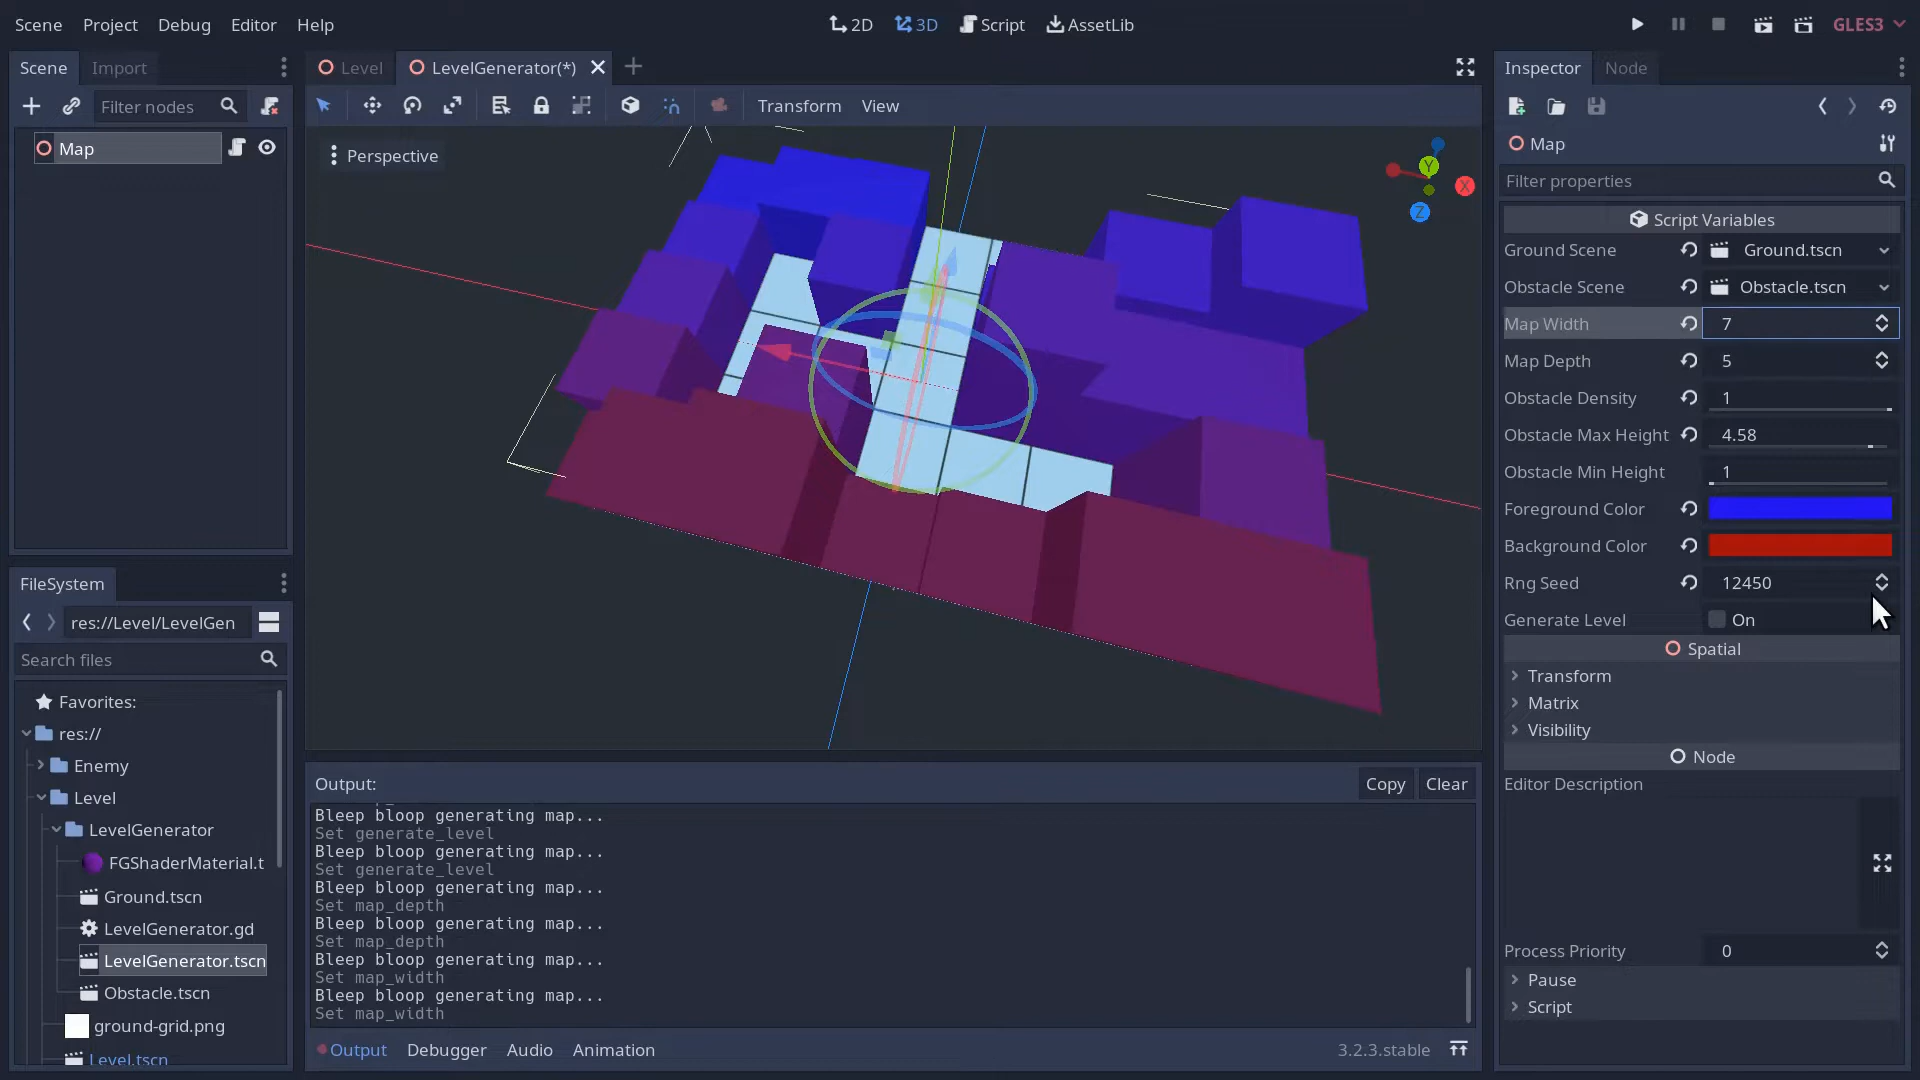 Scene Project Debug Editor Help
2D 3D Script AssetLib
GLES3
Scene Import
Filter nodes
Map
Level LevelGenerator(*)
Transform View
Perspective
Y
X
Z
FileSystem
res://Level/LevelGen
Search files
Favorites:
res://
Enemy
Level
LevelGenerator
FGShaderMaterial.t
Ground.tscn
LevelGenerator.gd
LevelGenerator.tscn
Obstacle.tscn
ground-grid.png
Level.tscn
Output:
Copy Clear
Bleep bloop generating map...
Set generate_level
Bleep bloop generating map...
Set generate_level
Bleep bloop generating map...
Set map_depth
Bleep bloop generating map...
Set map_depth
Bleep bloop generating map...
Set map_width
Bleep bloop generating map...
Set map_width
Output Debugger Audio Animation
3.2.3.stable
Inspector Node
Map
Filter properties
Script Variables
Ground Scene Ground.tscn
Obstacle Scene Obstacle.tscn
Map Width 7
Map Depth 5
Obstacle Density 1
Obstacle Max Height 4.58
Obstacle Min Height 1
Foreground Color
Background Color
Rng Seed 12450
Generate Level On
Spatial
Transform
Matrix
Visibility
Node
Editor Description
Process Priority 0
Pause
Script